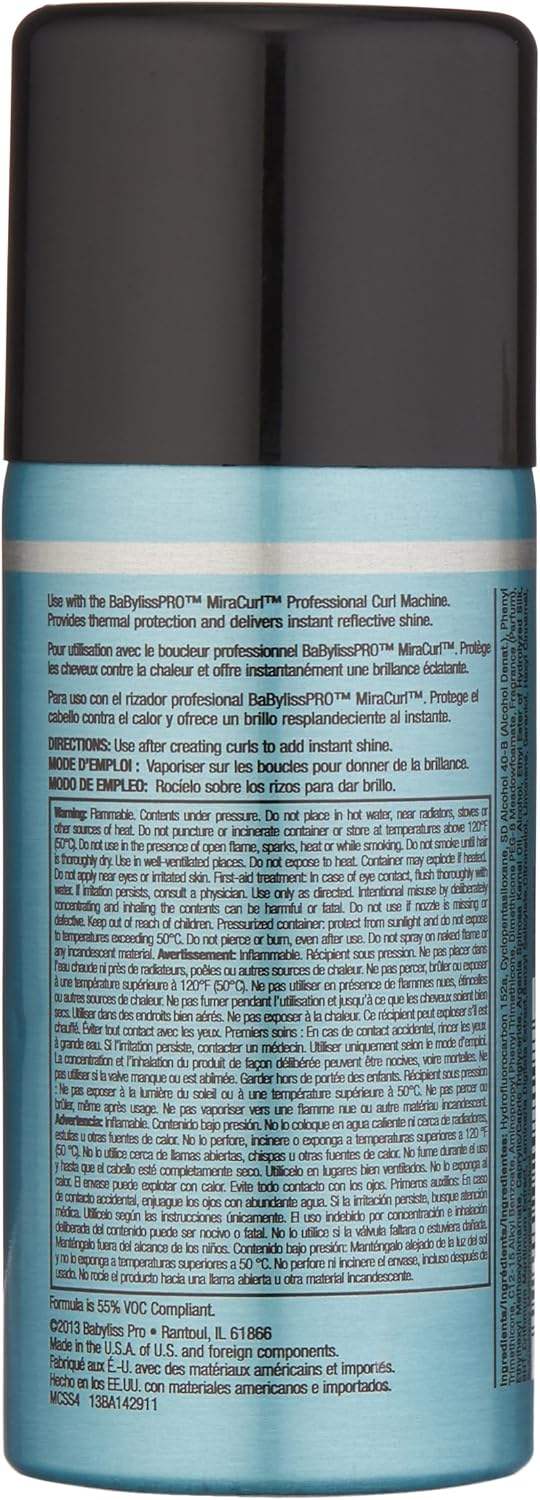 Use with the BaBylissPRO™ MiraCurl™ Professional Curl Machine.
Provides thermal protection and delivers instant reflective shine.
Pour utilisation avec le boucleur professionnel BaBylissPRO™ MiraCurl™. Protège
les cheveux contre la chaleur et offre instantanément une brillance éclatante.
Para uso con el rizador profesional BaBylissPRO™ MiraCurl™. Protege el
cabello contra el calor y ofrece un brillo resplandeciente al instante.
DIRECTIONS: Use after creating curls to add instant shine.
MODE D'EMPLOI : Vaporiser sur les boucles pour donner de la brillance.
MODO DE EMPLEO: Rocíelo sobre los rizos para dar brillo.
Warning: Flammable. Contents under pressure. Do not place in hot water, near radiators, stoves or
other sources of heat. Do not puncture or incinerate container or store at temperatures above 120°F
(50°C). Do not use in the presence of open flame, sparks, heat or while smoking. Do not smoke until hair
is thoroughly dry. Use in well-ventilated places. Do not expose to heat. Container may explode if heated.
Do not apply near eyes or irritated skin. First-aid treatment: In case of eye contact, flush thoroughly with
water. If irritation persists, consult a physician. Use only as directed. Intentional misuse by deliberately
concentrating and inhaling the contents can be harmful or fatal. Do not use if nozzle is missing or
defective. Keep out of reach of children. Pressurized container: protect from sunlight and do not expose
to temperatures exceeding 50°C. Do not pierce or burn, even after use. Do not spray on naked flame or
any incandescent material. Avertissement: Inflammable. Récipient sous pression. Ne pas placer dans
l'eau chaude ni près de radiateurs, poêles ou autres sources de chaleur. Ne pas percer, brûler ou exposer
à une température supérieure à 120°F (50°C). Ne pas utiliser en présence de flammes nues, étincelles
ou autres sources de chaleur. Ne pas fumer pendant l'utilisation et jusqu'à ce que les cheveux soient bien
secs. Utiliser dans des endroits bien aérés. Ne pas exposer à la chaleur. Ce récipient peut exploser s'il est
chauffé. Éviter tout contact avec les yeux. Premiers soins : En cas de contact accidentel, rincer les yeux
à grande eau. Si l'irritation persiste, contacter un médecin. Utiliser uniquement selon le mode d'emploi.
La concentration et l'inhalation du produit de façon délibérée peuvent être nocives, voire mortelles. Ne
pas utiliser si la valve manque ou est abîmée. Garder hors de portée des enfants. Récipient sous pression
: Ne pas exposer à la lumière du soleil ou à une température supérieure à 50°C. Ne pas percer ou
brûler, même après usage. Ne pas vaporiser vers une flamme nue ou autre matériau incandescent.
Advertencia: Inflamable. Contenido bajo presión. No lo coloque en agua caliente ni cerca de radiadores,
estufas u otras fuentes de calor. No lo perfore, incinere o exponga a temperaturas superiores a 120 °F
(50 °C). No lo utilice cerca de llamas abiertas, chispas u otras fuentes de calor. No fume durante el uso
y hasta que el cabello esté completamente seco. Utilícelo en lugares bien ventilados. No lo exponga al
calor. El envase puede explotar con el calor. Evite todo contacto con los ojos. Primeros auxilios: En caso
de contacto accidental, enjuague los ojos con abundante agua. Si la irritación persiste, busque atención
médica. Utilícelo según las instrucciones únicamente. El uso indebido por concentración e inhalación
deliberada del contenido puede ser nocivo o fatal. No lo utilice si la válvula faltara o estuviera dañada.
Manténgalo fuera del alcance de los niños. Contenido bajo presión: Manténgalo alejado de la luz del sol
y no lo exponga a temperaturas superiores a 50 °C. No perfore ni incinere el envase, incluso después de
usado. No rocíe el producto hacia una llama abierta u otra material incandescente.
Formula is 55% VOC Compliant.
©2013 Babyliss Pro • Rantoul, IL 61866
Made in the U.S.A. of U.S. and foreign components.
Fabriqué aux É.-U. avec des matériaux américains et importés.
Hecho en los EE.UU. con materiales americanos e importados.
MCSS4 13BA142911
Ingredients/Ingrédients/Ingredientes: Hydrofluorocarbon 152a, Cyclopentasiloxane, SD Alcohol 40-B (Alcohol Denat.), Phenyl
Trimethicone, C12-15 Alkyl Benzoate, Aminopropyl Phenyl Trimethicone, Dimethicone PEG-8 Meadowfoamate, Fragrance (Parfum),